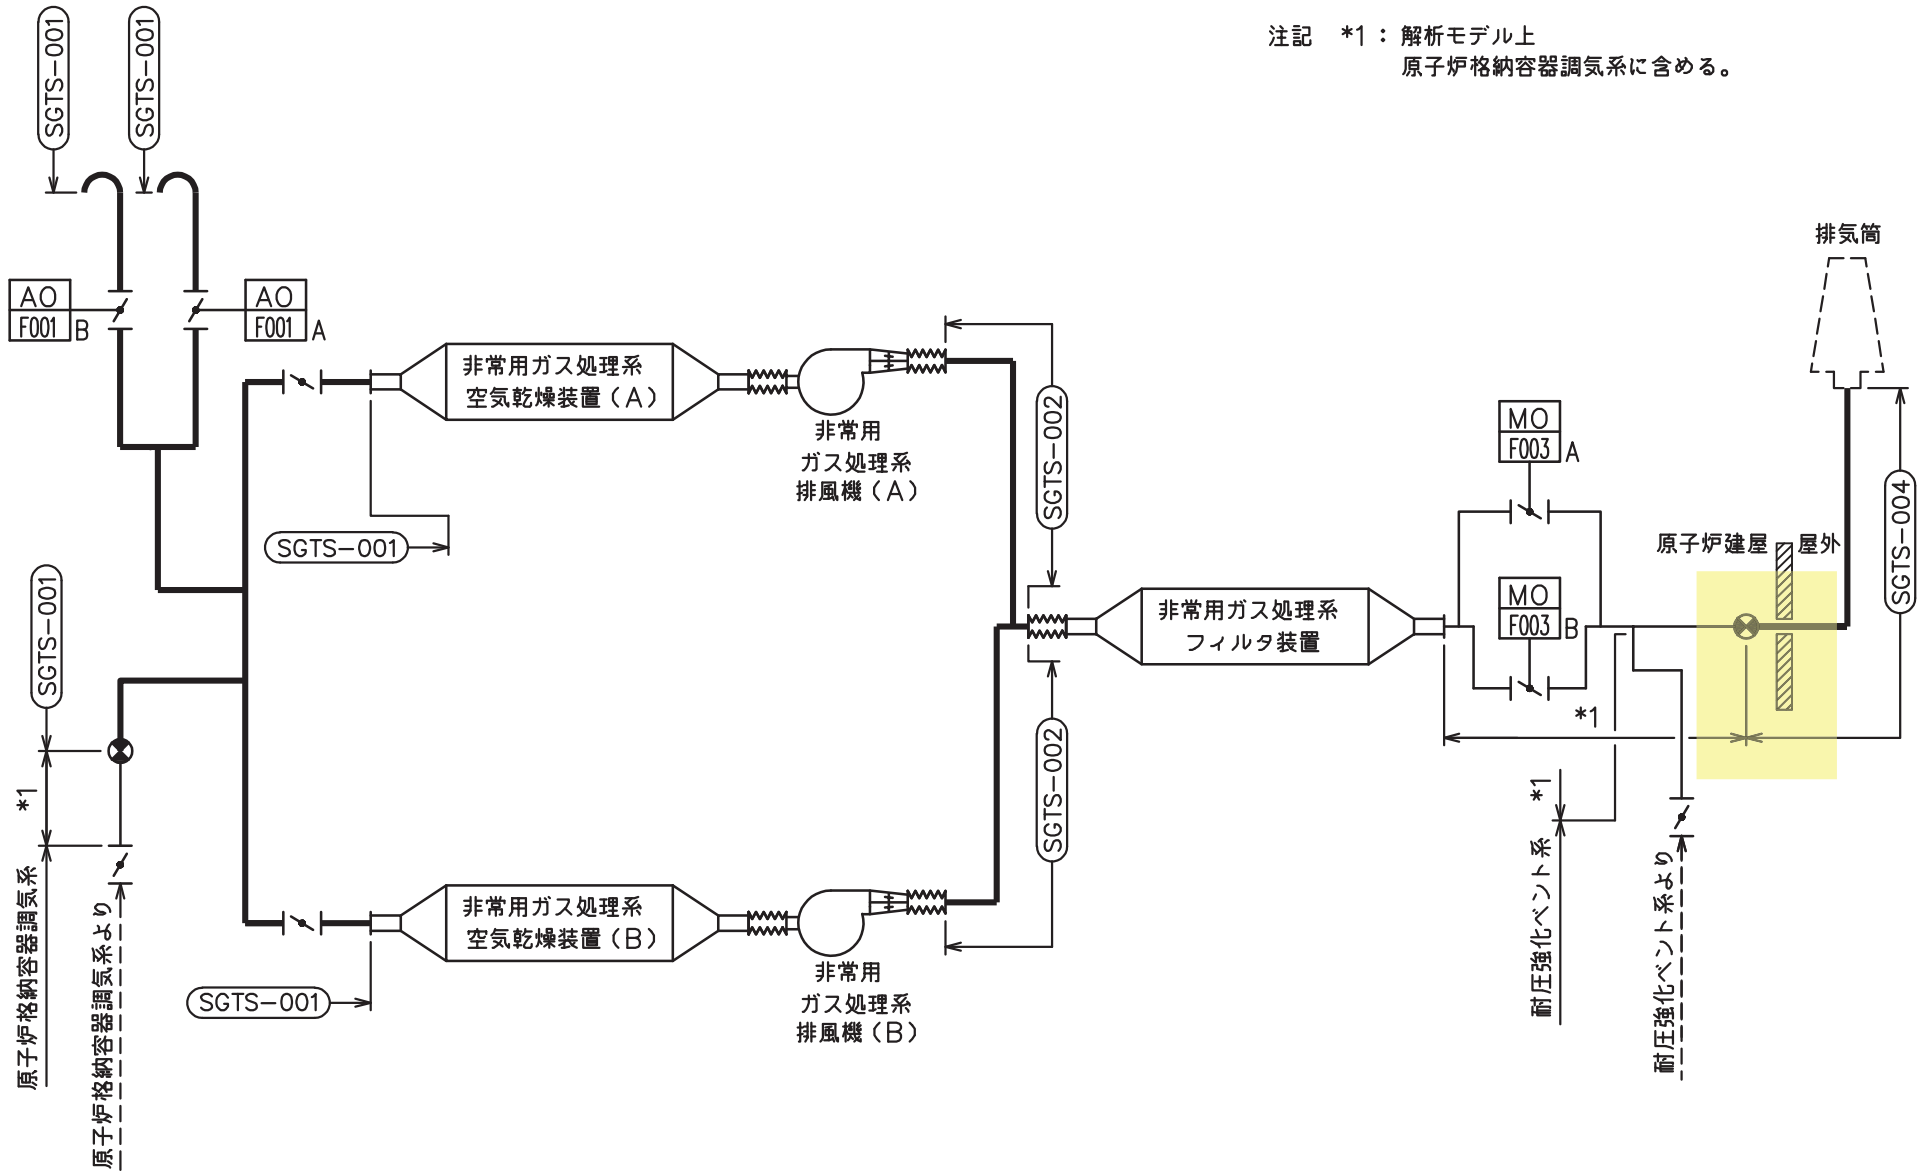 注記 *1：解析モデル上
原子炉格納容器調気系に含める。
SGTS-001
SGTS-001
AO
F001 B
AO
F001 A
非常用ガス処理系
空気乾燥装置（A）
非常用
ガス処理系
排風機（A）
SGTS-001
SGTS-002
排気筒
MO
F003 A
SGTS-004
原子炉建屋
屋外
SGTS-001
非常用ガス処理系
フィルタ装置
MO
F003 B
*1
SGTS-002
*1
原子炉格納容器調気系
原子炉格納容器調気系より
非常用ガス処理系
空気乾燥装置（B）
非常用
ガス処理系
排風機（B）
SGTS-001
*1
耐圧強化ベント系
耐圧強化ベント系より